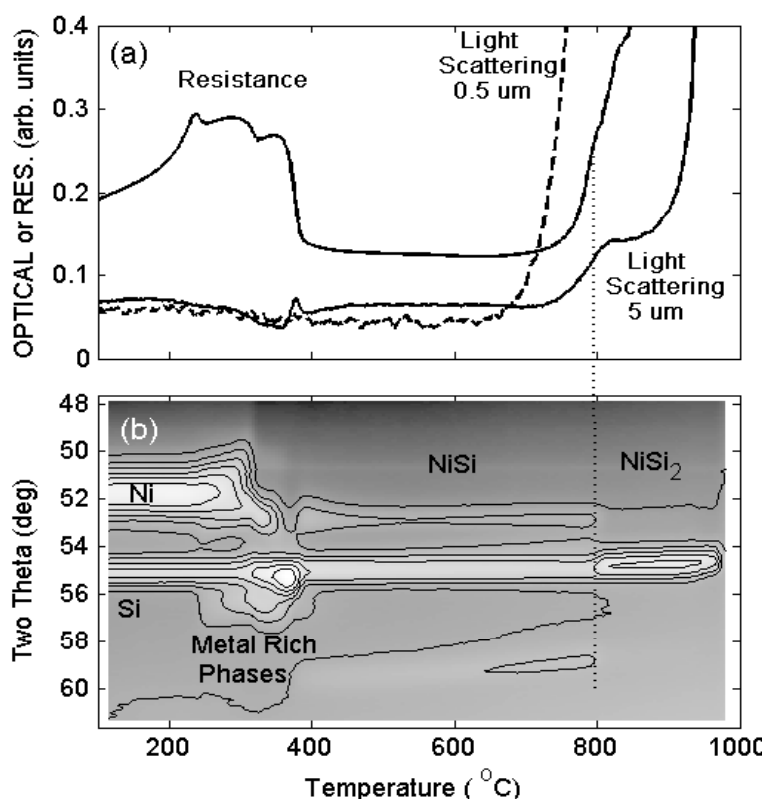 OPTICAL or RES. (arb. units)
0.4
0.3
0.2
0.1
0
(a)
Resistance
Light
Scattering
0.5 um
Light
Scattering
5 um
Two Theta (deg)
48
50
52
54
56
58
60
(b)
Ni
Si
NiSi
NiSi₂
Metal Rich
Phases
200 400 600 800 1000
Temperature ( °C)